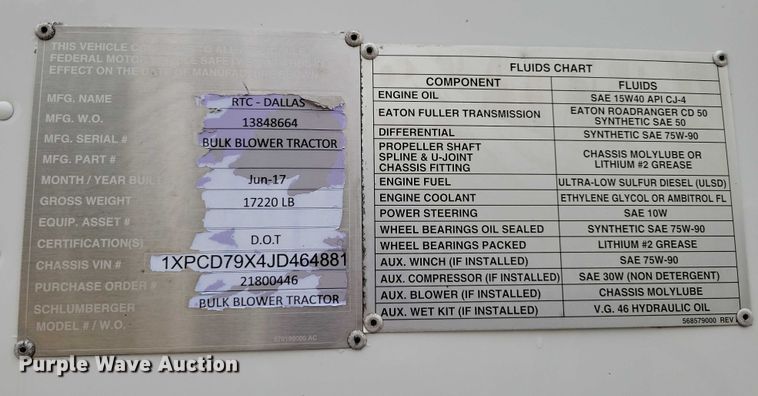 THIS VEHICLE TO ALL
FEDERAL MOTOR VEHICLE SAFETY
EFFECT ON THE DATE OF MANUFACTURE
MFG. NAME RTC - DALLAS
MFG. W.O. 13848664
MFG. SERIAL # BULK BLOWER TRACTOR
MFG. PART #
MONTH / YEAR BUILT Jun-17
GROSS WEIGHT 17220 LB
EQUIP. ASSET #
CERTIFICATION(S) D.O.T
CHASSIS VIN # 1XPCD79X4JD464881
PURCHASE ORDER # 21800446
SCHLUMBERGER BULK BLOWER TRACTOR
MODEL # / W.O.
FLUIDS CHART
COMPONENT FLUIDS
ENGINE OIL SAE 15W40 API CJ-4
EATON FULLER TRANSMISSION EATON ROADRANGER CD 50
SYNTHETIC SAE 50
DIFFERENTIAL SYNTHETIC SAE 75W-90
PROPELLER SHAFT
SPLINE & U-JOINT CHASSIS MOLYLUBE OR
CHASSIS FITTING LITHIUM #2 GREASE
ENGINE FUEL ULTRA-LOW SULFUR DIESEL (ULSD)
ENGINE COOLANT ETHYLENE GLYCOL OR AMBITROL FL
POWER STEERING SAE 10W
WHEEL BEARINGS OIL SEALED SYNTHETIC SAE 75W-90
WHEEL BEARINGS PACKED LITHIUM #2 GREASE
AUX. WINCH (IF INSTALLED) SAE 75W-90
AUX. COMPRESSOR (IF INSTALLED) SAE 30W (NON DETERGENT)
AUX. BLOWER (IF INSTALLED) CHASSIS MOLYLUBE
AUX. WET KIT (IF INSTALLED) V.G. 46 HYDRAULIC OIL
568579000 REV
Purple Wave Auction